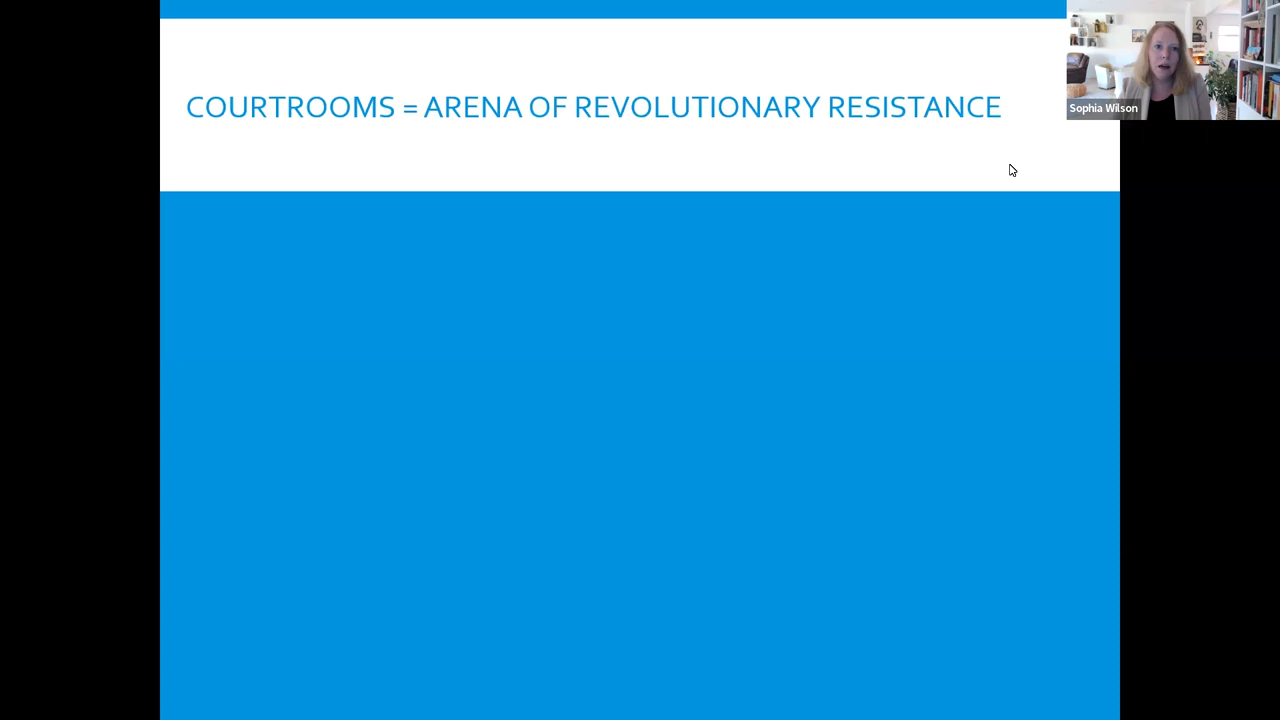 COURTROOMS = ARENA OF REVOLUTIONARY RESISTANCE
Sophia Wilson